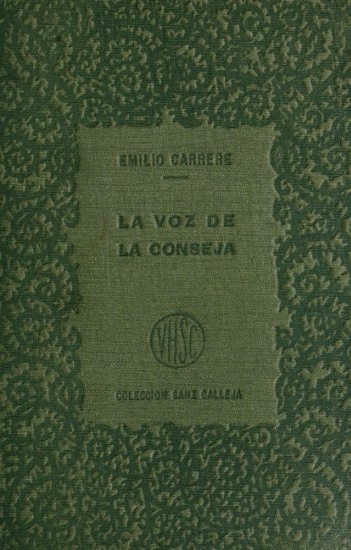 EMILIO CARRERE
LA VOZ DE
LA CONSEJA
VHSC
COLECCION SANZ CALLEJA